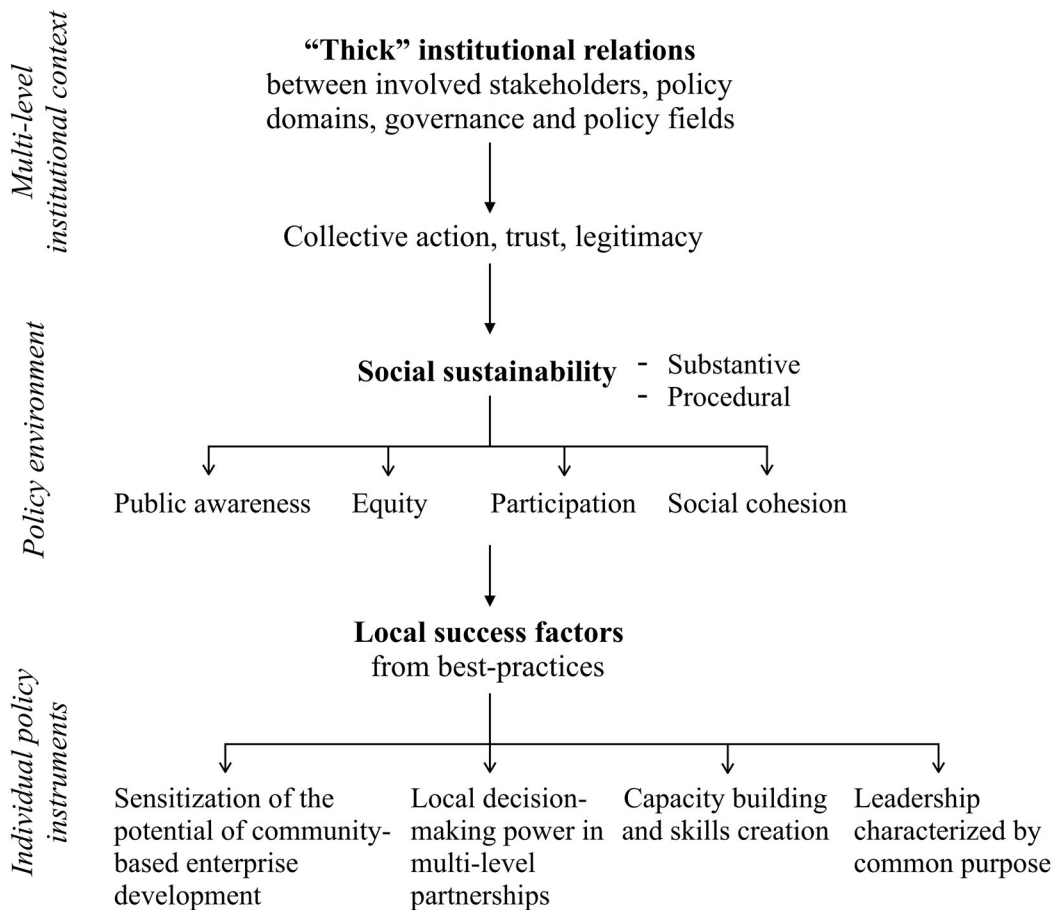 Multi-level
institutional context
“Thick” institutional relations
between involved stakeholders, policy
domains, governance and policy fields
Collective action, trust, legitimacy
Policy environment
Social sustainability
- Substantive
- Procedural
Public awareness
Equity
Participation
Social cohesion
Individual policy
instruments
Local success factors
from best-practices
Sensitization of the
potential of community-
based enterprise
development
Local decision-
making power in
multi-level
partnerships
Capacity building
and skills creation
Leadership
characterized by
common purpose